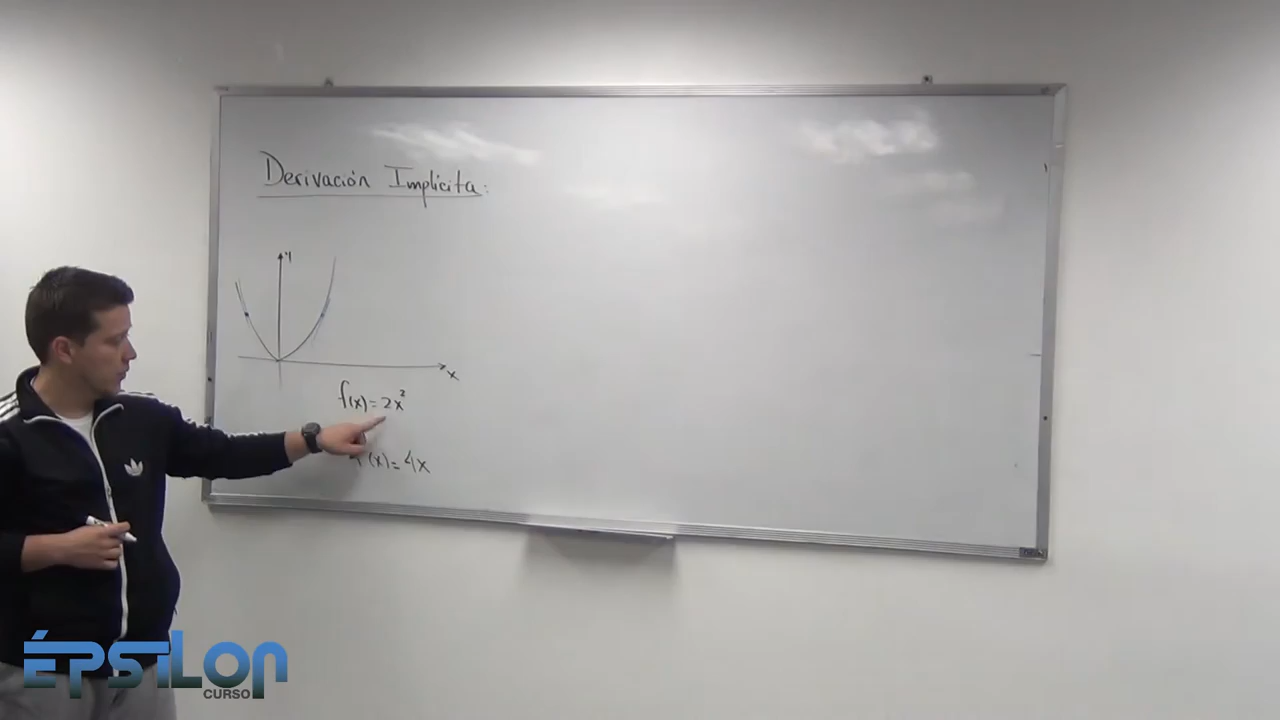 Derivación Implícita:
y
x
f(x)=2x²
(x)=4x
ÉPSILON
CURSO